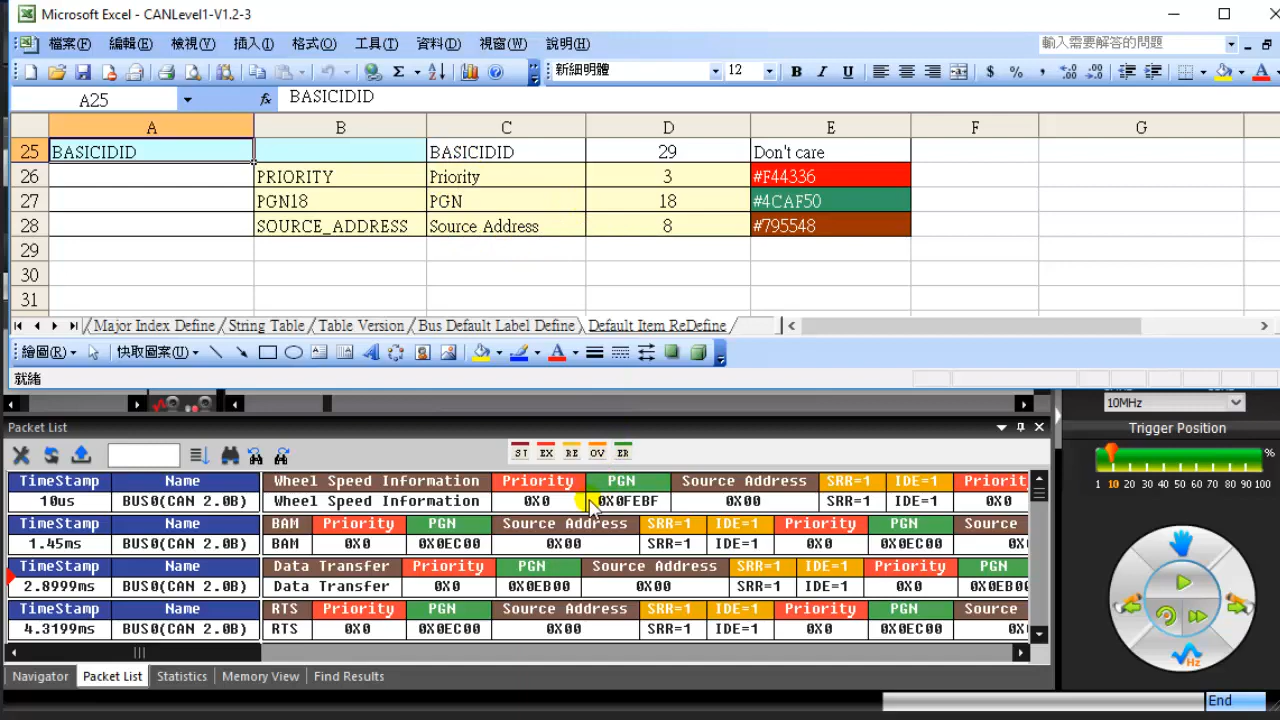 Microsoft Excel - CANLevel1-V1.2-3
檔案(F) 編輯(E) 檢視(V) 插入(I) 格式(O) 工具(T) 資料(D) 視窗(W) 說明(H) 輸入需要解答的問題
新細明體 12 B I U $ %
A25 fx BASICIDID
A B C D E F G
25 BASICIDID BASICIDID 29 Don't care
26 PRIORITY Priority 3 #F44336
27 PGN18 PGN 18 #4CAF50
28 SOURCE_ADDRESS Source Address 8 #795548
29
30
31
Major Index Define String Table Table Version Bus Default Label Define Default Item ReDefine
繪圖(R) 快取圖案(U)
就緒
10MHz
Packet List
Trigger Position
ST EX RE OV ER
1 10 20 30 40 50 60 70 80 90 100
TimeStamp Name Wheel Speed Information Priority PGN Source Address SRR=1 IDE=1 Priorit
10us BUS0(CAN 2.0B) Wheel Speed Information 0X0 0X0FEBF 0X00 SRR=1 IDE=1 0X0
TimeStamp Name BAM Priority PGN Source Address SRR=1 IDE=1 Priority PGN Source
1.45ms BUS0(CAN 2.0B) BAM 0X0 0X0EC00 0X00 SRR=1 IDE=1 0X0 0X0EC00
TimeStamp Name Data Transfer Priority PGN Source Address SRR=1 IDE=1 Priority PGN
2.8999ms BUS0(CAN 2.0B) Data Transfer 0X0 0X0EB00 0X00 SRR=1 IDE=1 0X0 0X0EB00
TimeStamp Name RTS Priority PGN Source Address SRR=1 IDE=1 Priority PGN Source
4.3199ms BUS0(CAN 2.0B) RTS 0X0 0X0EC00 0X00 SRR=1 IDE=1 0X0 0X0EC00
Hz
Navigator Packet List Statistics Memory View Find Results
End